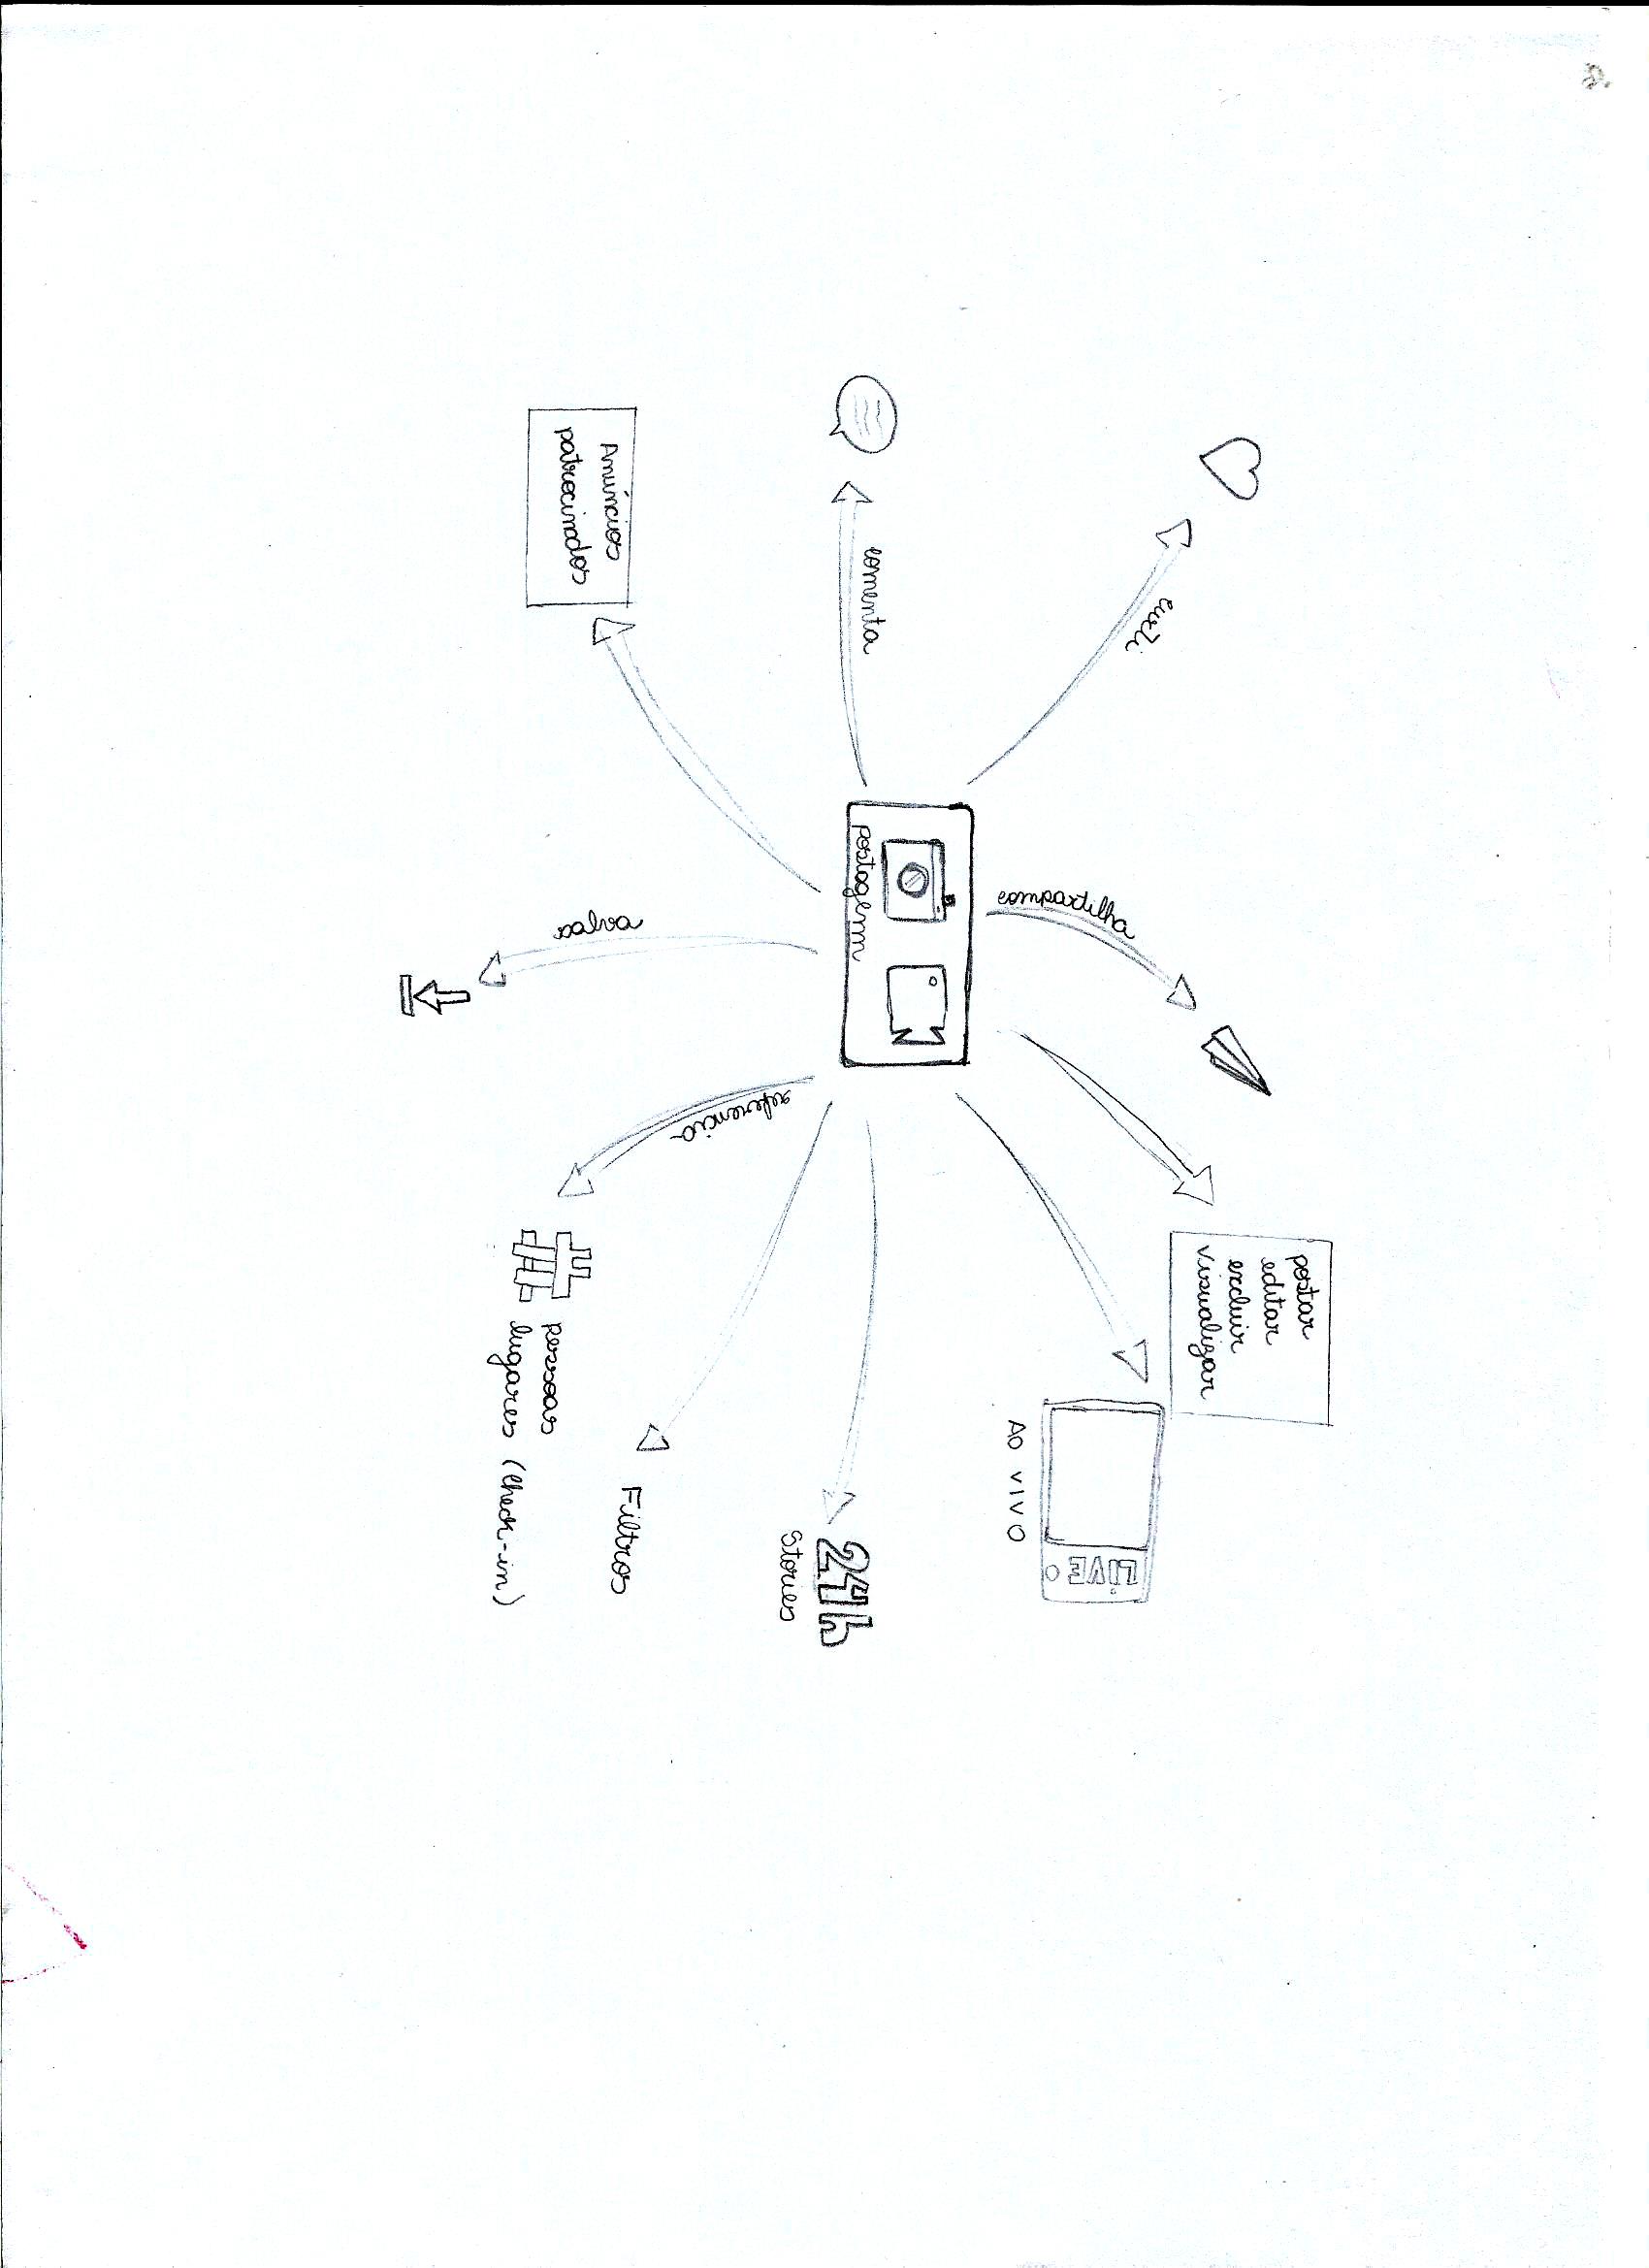 2.
curti
compartilha
postar
editar
excluir
visualizar
LIVE
AO VIVO
comenta
postagem
24h
Stories
Anúncios
patrocinados
salva
referencia
Filtros
# pessoas
lugares (check-in)